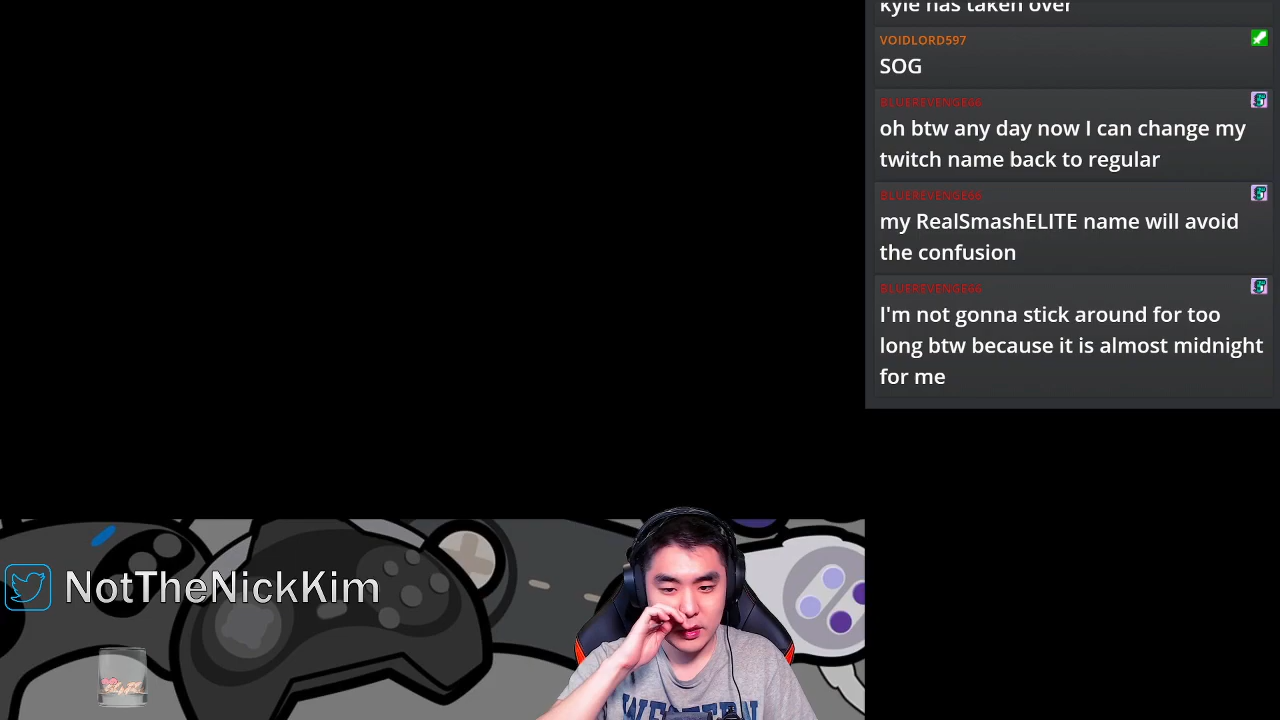 kyle has taken over
VOIDLORD597
SOG
BLUEREVENGE66
oh btw any day now I can change my
twitch name back to regular
BLUEREVENGE66
my RealSmashELITE name will avoid
the confusion
BLUEREVENGE66
I'm not gonna stick around for too
long btw because it is almost midnight
for me
NotTheNickKim
WESTERN